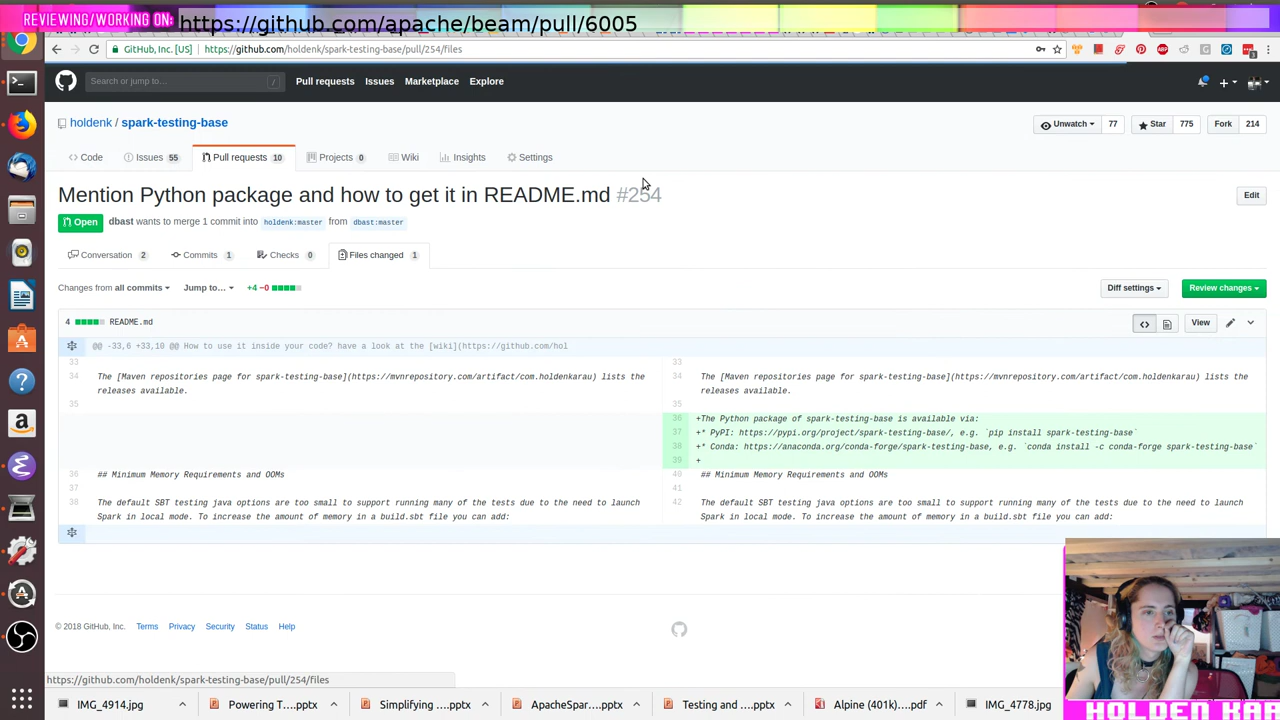 REVIEWING/WORKING ON: https://github.com/apache/beam/pull/6005
GitHub, Inc. [US] https://github.com/holdenk/spark-testing-base/pull/254/files
3
Search or jump to… / Pull requests Issues Marketplace Explore
holdenk / spark-testing-base
Unwatch 77 Star 775 Fork 214
Code Issues 55 Pull requests 10 Projects 0 Wiki Insights Settings
Mention Python package and how to get it in README.md #254 Edit
Open dbast wants to merge 1 commit into holdenk:master from dbast:master
Conversation 2 Commits 1 Checks 0 Files changed 1
Changes from all commits Jump to… +4 −0 Diff settings Review changes
4 README.md View
@@ -33,6 +33,10 @@ How to use it inside your code? have a look at the [wiki](https://github.com/hol
33 33
34 The [Maven repositories page for spark-testing-base](https://mvnrepository.com/artifact/com.holdenkarau) lists the 34 The [Maven repositories page for spark-testing-base](https://mvnrepository.com/artifact/com.holdenkarau) lists the
releases available. releases available.
35 35
36 +The Python package of spark-testing-base is available via:
37 +* PyPI: https://pypi.org/project/spark-testing-base/, e.g. `pip install spark-testing-base`
38 +* Conda: https://anaconda.org/conda-forge/spark-testing-base, e.g. `conda install -c conda-forge spark-testing-base`
39 +
36 ## Minimum Memory Requirements and OOMs 40 ## Minimum Memory Requirements and OOMs
37 41
38 The default SBT testing java options are too small to support running many of the tests due to the need to launch 42 The default SBT testing java options are too small to support running many of the tests due to the need to launch
Spark in local mode. To increase the amount of memory in a build.sbt file you can add: Spark in local mode. To increase the amount of memory in a build.sbt file you can add:
© 2018 GitHub, Inc. Terms Privacy Security Status Help
https://github.com/holdenk/spark-testing-base/pull/254/files
IMG_4914.jpg Powering T....pptx Simplifying ....pptx ApacheSpar....pptx Testing and ....pptx Alpine (401k)....pdf IMG_4778.jpg
HOLDEN KAR